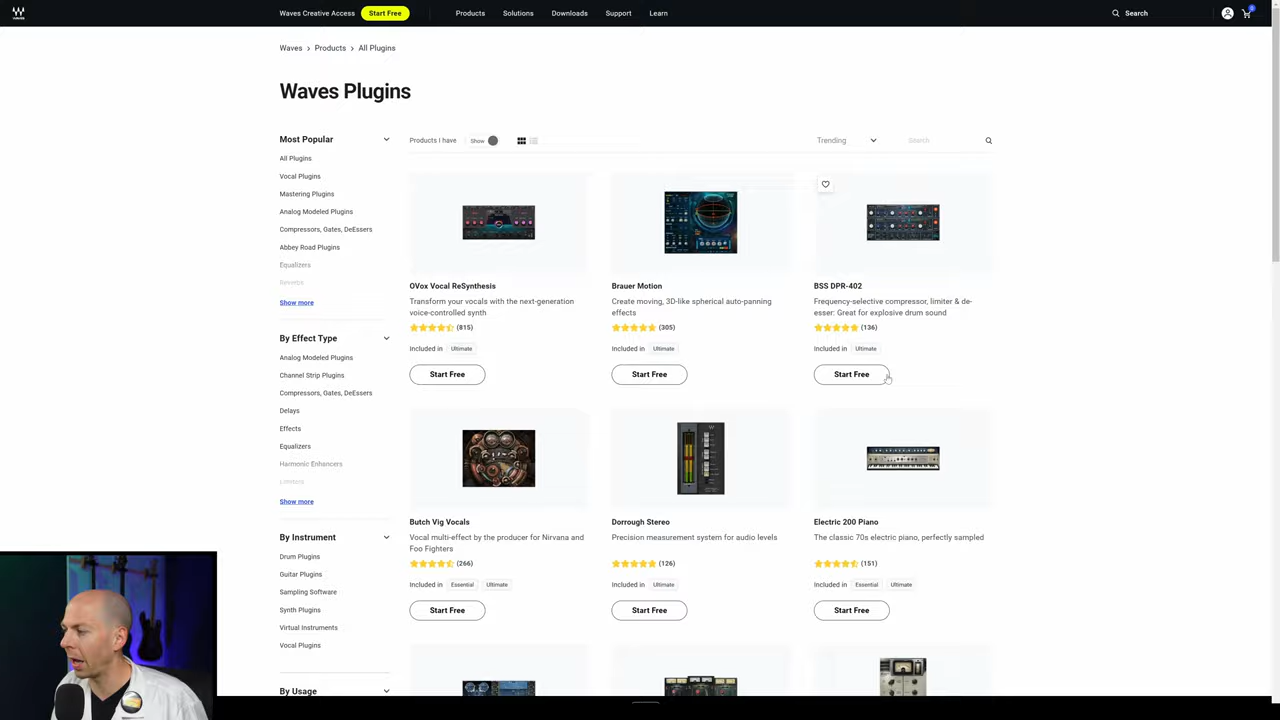 Waves Creative Access
Start Free
Products
Solutions
Downloads
Support
Learn
Search
Waves > Products > All Plugins
Waves Plugins
Most Popular
All Plugins
Vocal Plugins
Mastering Plugins
Analog Modeled Plugins
Compressors, Gates, DeEssers
Abbey Road Plugins
Equalizers
Reverbs
Show more
By Effect Type
Analog Modeled Plugins
Channel Strip Plugins
Compressors, Gates, DeEssers
Delays
Effects
Equalizers
Harmonic Enhancers
Limiters
Show more
By Instrument
Drum Plugins
Guitar Plugins
Sampling Software
Synth Plugins
Virtual Instruments
Vocal Plugins
By Usage
Products I have
Show
Trending
Search
OVox Vocal ReSynthesis
Transform your vocals with the next-generation
voice-controlled synth
(815)
Included in Ultimate
Start Free
Brauer Motion
Create moving, 3D-like spherical auto-panning
effects
(305)
Included in Ultimate
Start Free
BSS DPR-402
Frequency-selective compressor, limiter & de-
esser: Great for explosive drum sound
(136)
Included in Ultimate
Start Free
Butch Vig Vocals
Vocal multi-effect by the producer for Nirvana and
Foo Fighters
(266)
Included in Essential Ultimate
Start Free
Dorrough Stereo
Precision measurement system for audio levels
(126)
Included in Ultimate
Start Free
Electric 200 Piano
The classic 70s electric piano, perfectly sampled
(151)
Included in Essential Ultimate
Start Free